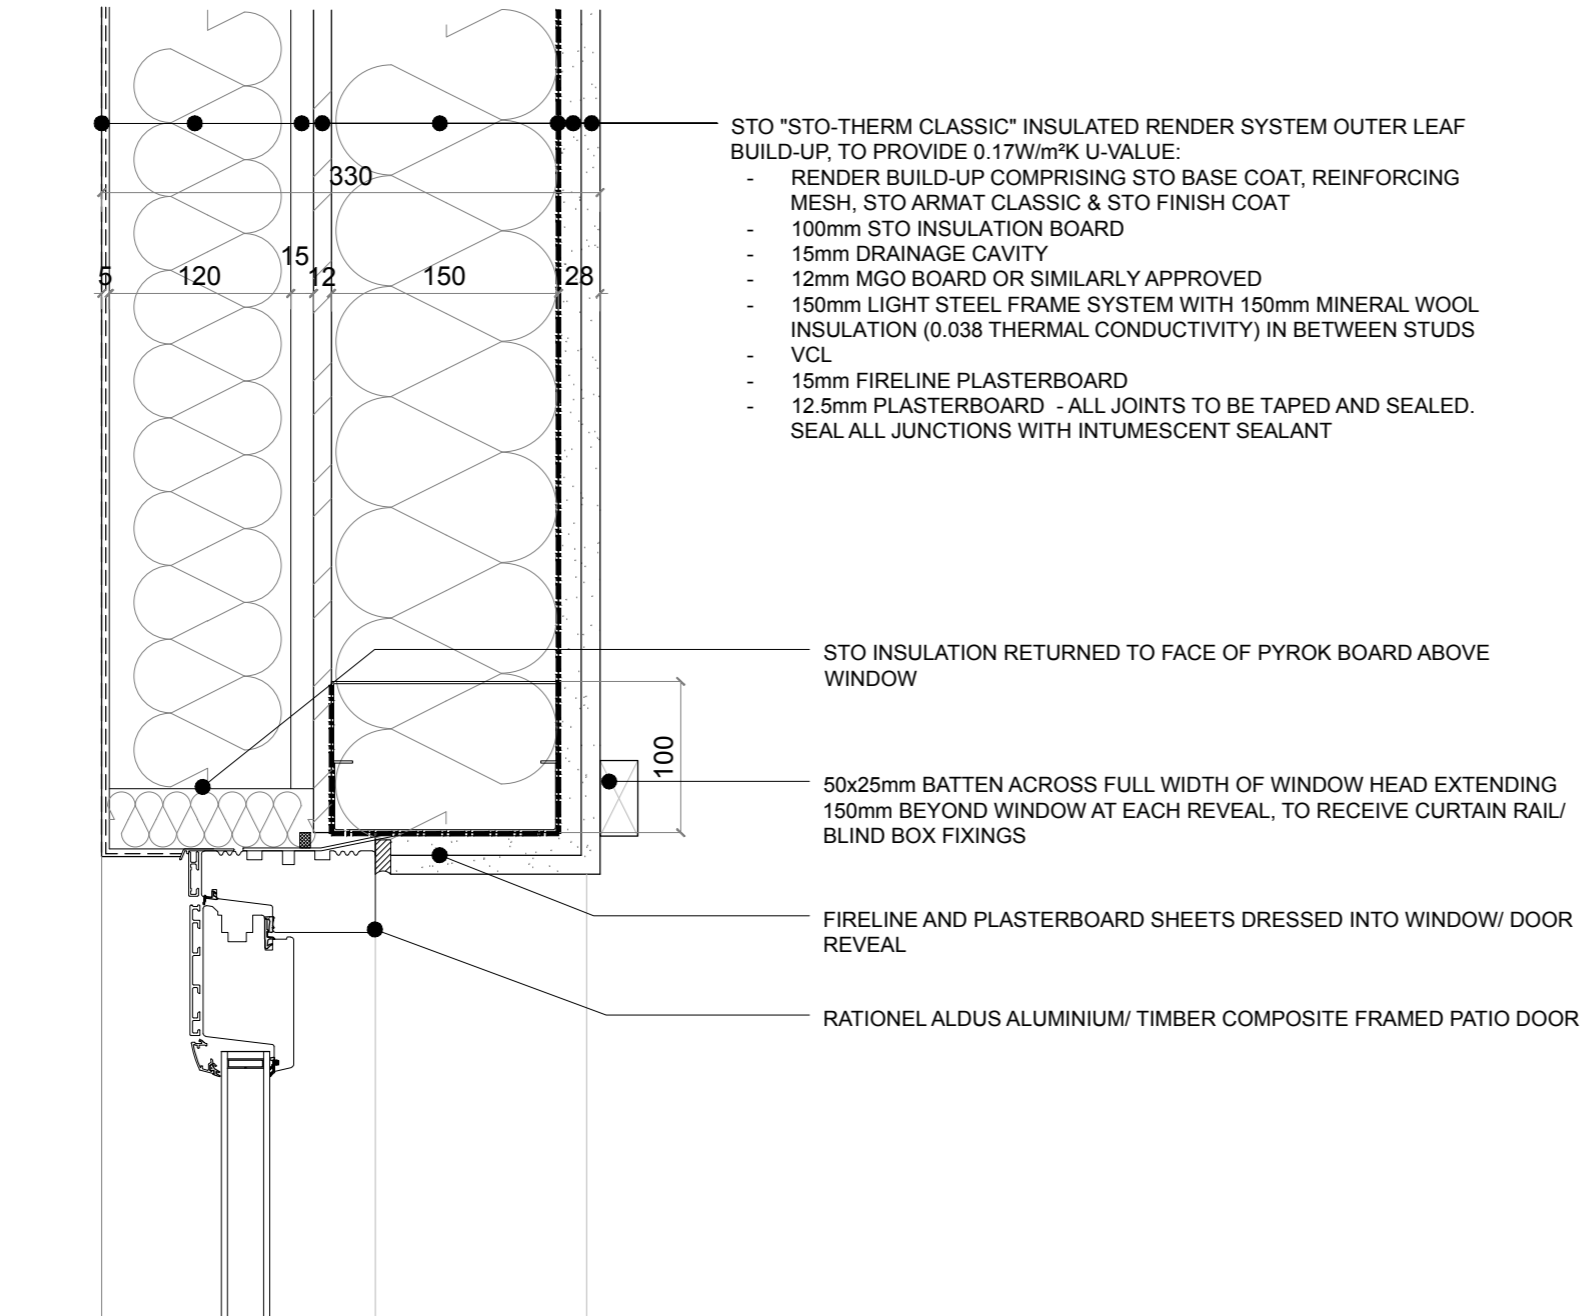 STO "STO-THERM CLASSIC" INSULATED RENDER SYSTEM OUTER LEAF
BUILD-UP, TO PROVIDE 0.17W/m²K U-VALUE:
- RENDER BUILD-UP COMPRISING STO BASE COAT, REINFORCING
MESH, STO ARMAT CLASSIC & STO FINISH COAT
- 100mm STO INSULATION BOARD
- 15mm DRAINAGE CAVITY
- 12mm MGO BOARD OR SIMILARLY APPROVED
- 150mm LIGHT STEEL FRAME SYSTEM WITH 150mm MINERAL WOOL
INSULATION (0.038 THERMAL CONDUCTIVITY) IN BETWEEN STUDS
- VCL
- 15mm FIRELINE PLASTERBOARD
- 12.5mm PLASTERBOARD - ALL JOINTS TO BE TAPED AND SEALED.
SEAL ALL JUNCTIONS WITH INTUMESCENT SEALANT
330
5 120 15 12 150 28
STO INSULATION RETURNED TO FACE OF PYROK BOARD ABOVE
WINDOW
100
50x25mm BATTEN ACROSS FULL WIDTH OF WINDOW HEAD EXTENDING
150mm BEYOND WINDOW AT EACH REVEAL, TO RECEIVE CURTAIN RAIL/
BLIND BOX FIXINGS
FIRELINE AND PLASTERBOARD SHEETS DRESSED INTO WINDOW/ DOOR
REVEAL
RATIONEL ALDUS ALUMINIUM/ TIMBER COMPOSITE FRAMED PATIO DOOR